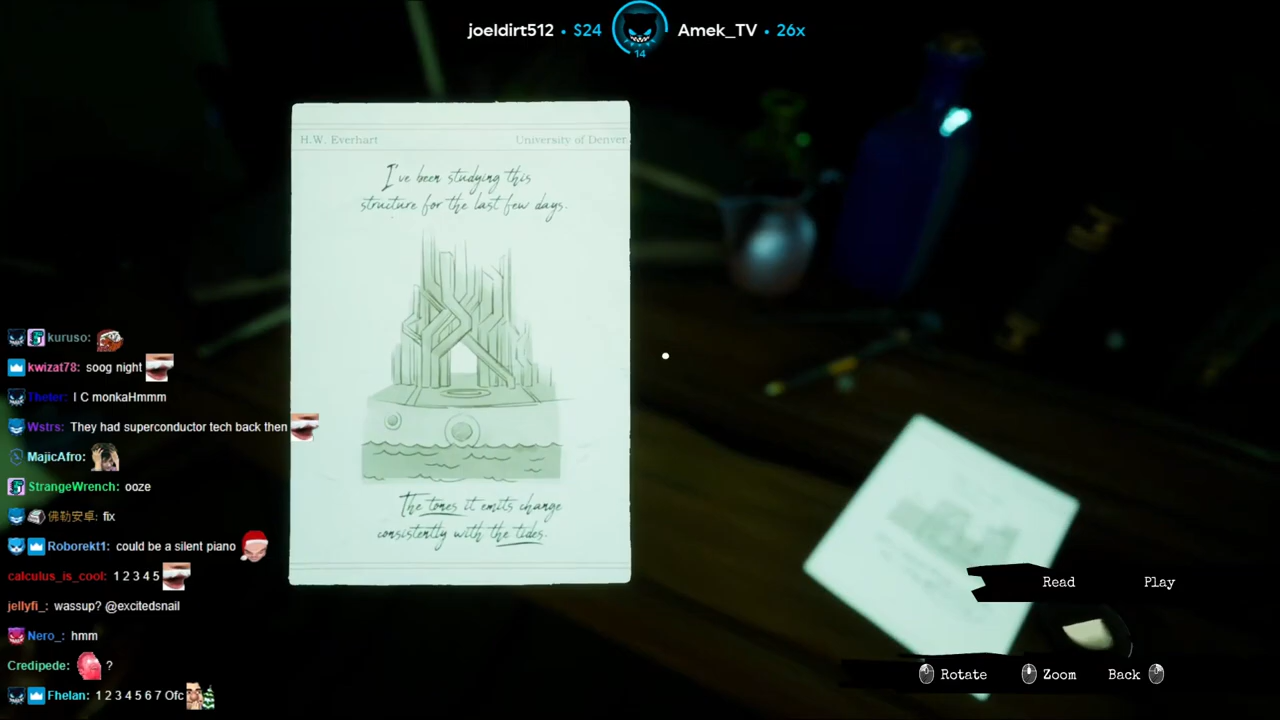 joeldirt512 • $24
14
Amek_TV • 26x
H.W. Everhart
University of Denver
I've been studying this
structure for the last few days.
The tones it emits change
consistently with the tides.
kuruso:
kwizat78: soog night
Theter: I C monkaHmmm
Wstrs: They had superconductor tech back then
MajicAfro:
StrangeWrench: ooze
佛勒安卓: fix
Roborekt1: could be a silent piano
calculus_is_cool: 1 2 3 4 5
jellyfi_: wassup? @excitedsnail
Nero_: hmm
Credipede: ?
Fhelan: 1 2 3 4 5 6 7 Ofc
Read
Play
Rotate
Zoom
Back